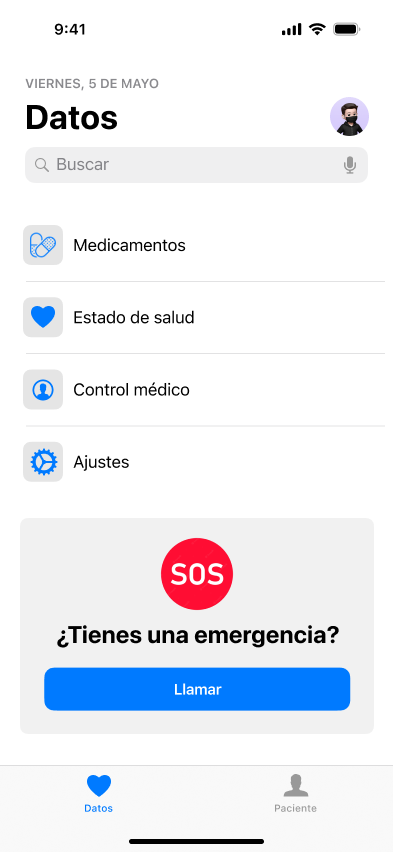 9:41
VIERNES, 5 DE MAYO
Datos
Buscar
Medicamentos
Estado de salud
Control médico
Ajustes
SOS
¿Tienes una emergencia?
Llamar
Datos
Paciente